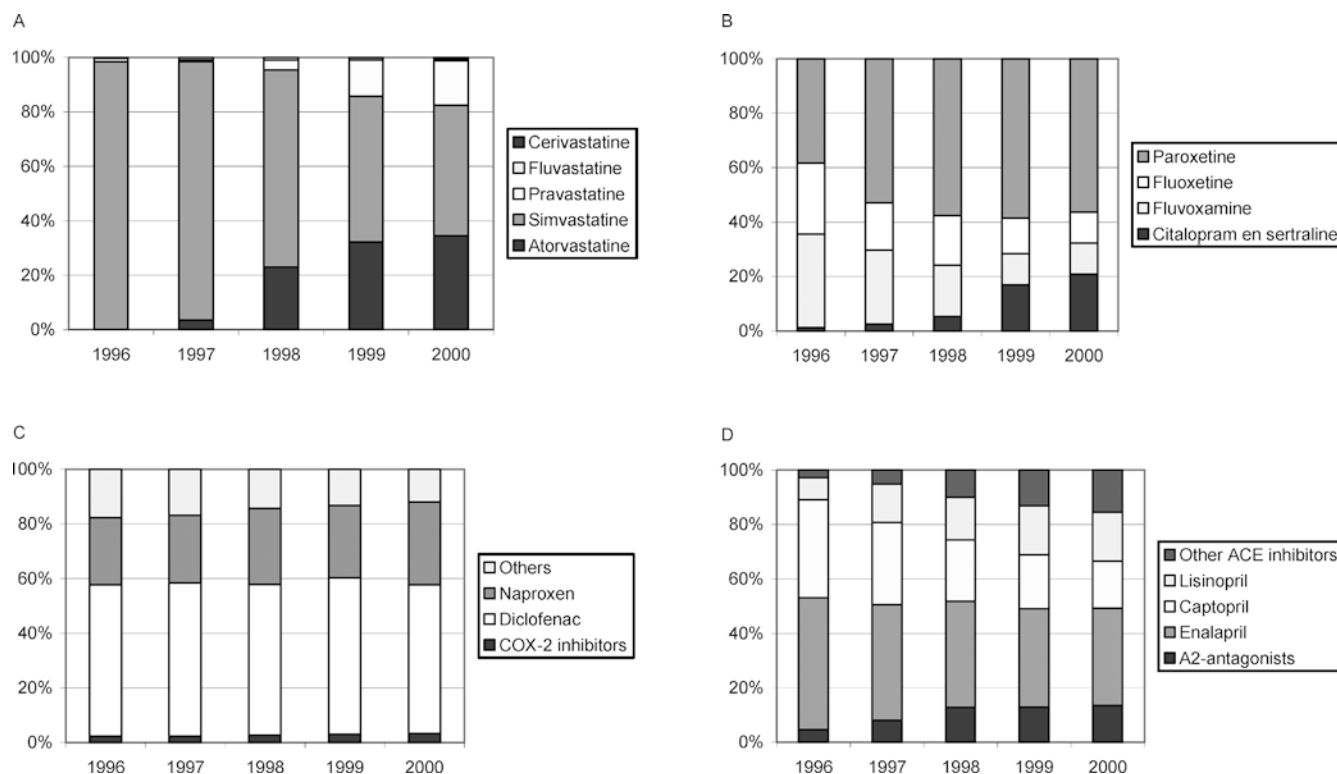 A
100%
80%
60%
40%
20%
0%
1996 1997 1998 1999 2000
Cerivastatine
Fluvastatine
Pravastatine
Simvastatine
Atorvastatine
B
100%
80%
60%
40%
20%
0%
1996 1997 1998 1999 2000
Paroxetine
Fluoxetine
Fluvoxamine
Citalopram en sertraline
C
100%
80%
60%
40%
20%
0%
1996 1997 1998 1999 2000
Others
Naproxen
Diclofenac
COX-2 inhibitors
D
100%
80%
60%
40%
20%
0%
1996 1997 1998 1999 2000
Other ACE inhibitors
Lisinopril
Captopril
Enalapril
A2-antagonists